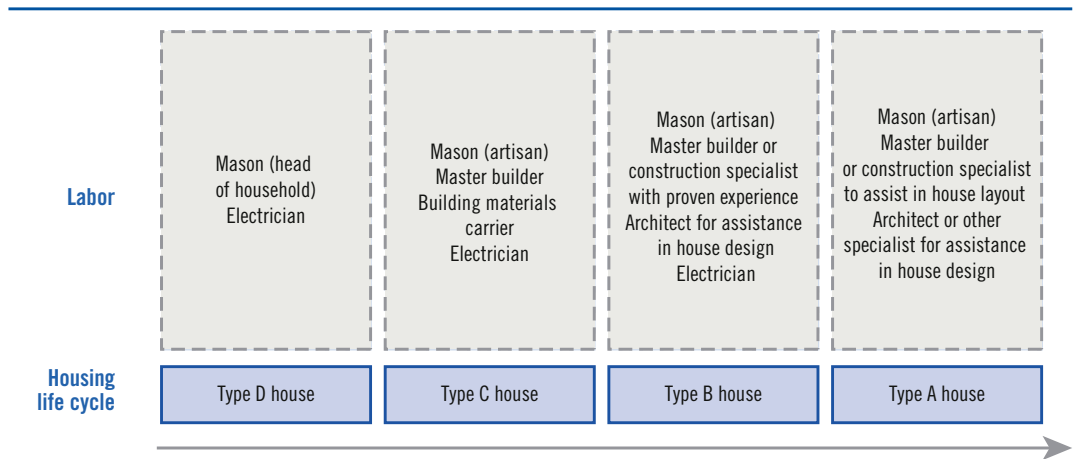 Labor
Mason (head
of household)
Electrician
Mason (artisan)
Master builder
Building materials
carrier
Electrician
Mason (artisan)
Master builder or
construction specialist
with proven experience
Architect for assistance
in house design
Electrician
Mason (artisan)
Master builder
or construction specialist
to assist in house layout
Architect or other
specialist for assistance
in house design
Housing
life cycle
Type D house
Type C house
Type B house
Type A house